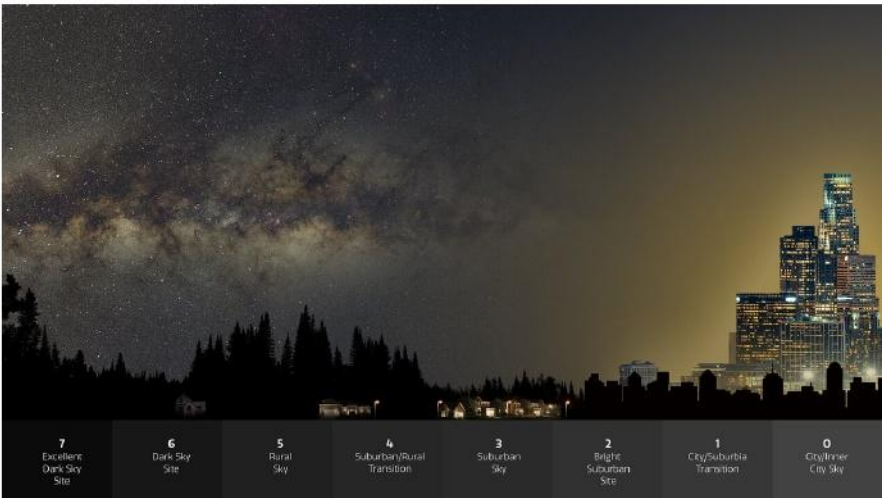 7
Excellent
Dark Sky
Site
6
Dark Sky
Site
5
Rural
Sky
4
Suburban/Rural
Transition
3
Suburban
Sky
2
Bright
Suburban
Site
1
City/Suburbia
Transition
0
City/Inner
City Sky